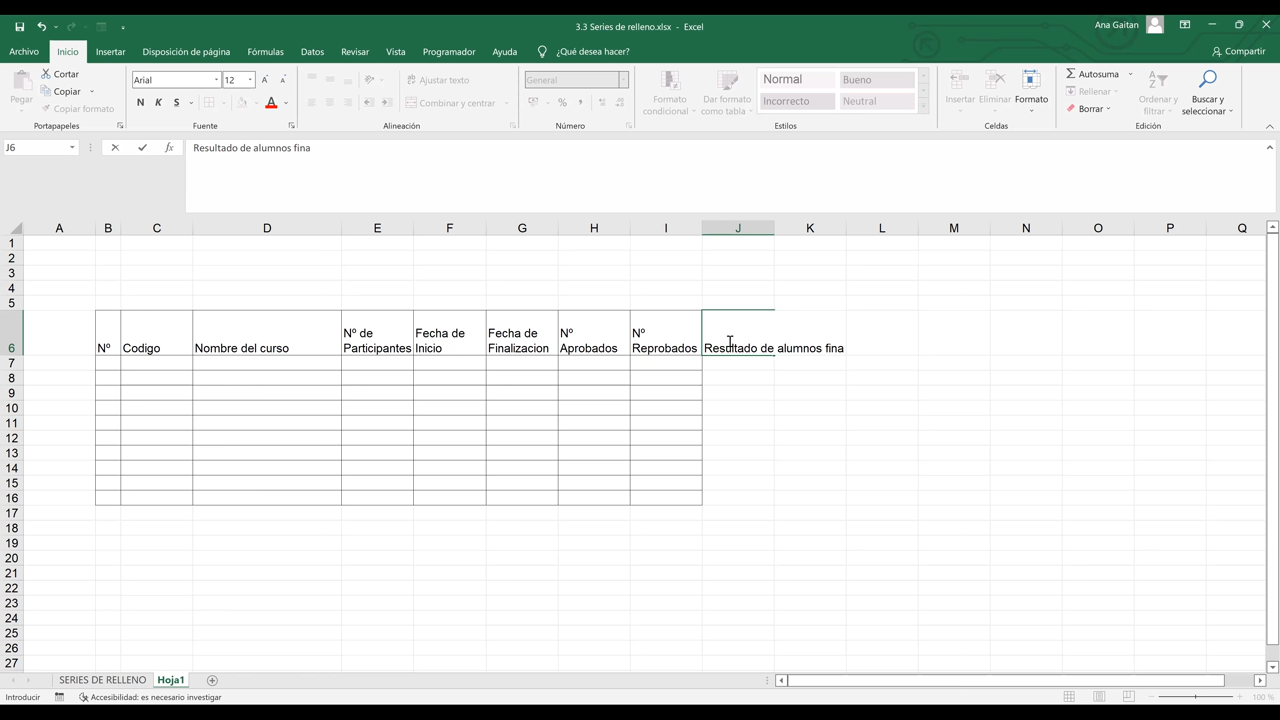 3.3 Series de relleno.xlsx - Excel
Ana Gaitan
Archivo Inicio Insertar Disposición de página Fórmulas Datos Revisar Vista Programador Ayuda ¿Qué desea hacer? Compartir
Pegar
Cortar
Copiar
Copiar formato
Portapapeles
Arial 12
N K S A
Fuente
Ajustar texto
Combinar y centrar
Alineación
General
% 000
Número
Formato
condicional
Dar formato
como tabla
Normal Bueno
Incorrecto Neutral
Estilos
Insertar Eliminar Formato
Celdas
Autosuma
Rellenar
Borrar
Ordenar y
filtrar
Buscar y
seleccionar
Edición
J6 fx Resultado de alumnos fina
A B C D E F G H I J K L M N O P Q
1
2
3
4
5
6 Nº Codigo Nombre del curso Nº de Participantes Fecha de Inicio Fecha de Finalizacion Nº Aprobados Nº Reprobados Resultado de alumnos fina
7
8
9
10
11
12
13
14
15
16
17
18
19
20
21
22
23
24
25
26
27
SERIES DE RELLENO Hoja1
Introducir Accesibilidad: es necesario investigar 100 %